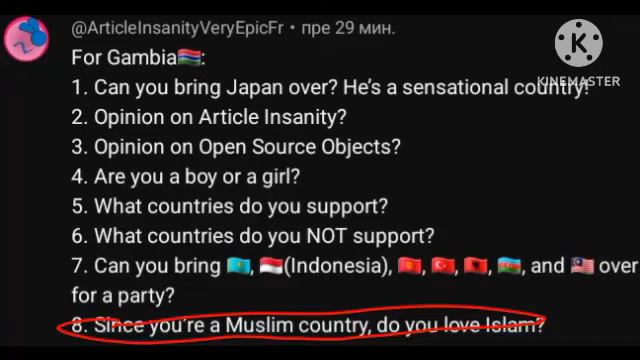 @ArticleInsanityVeryEpicFr • пре 29 мин.
For Gambia🇬🇲:
KINEMASTER
1. Can you bring Japan over? He's a sensational country!
2. Opinion on Article Insanity?
3. Opinion on Open Source Objects?
4. Are you a boy or a girl?
5. What countries do you support?
6. What countries do you NOT support?
7. Can you bring 🇰🇿, 🇮🇩(Indonesia), 🇰🇬, 🇹🇷, 🇦🇱, 🇦🇿, and 🇲🇾 over
for a party?
8. Since you're a Muslim country, do you love Islam?